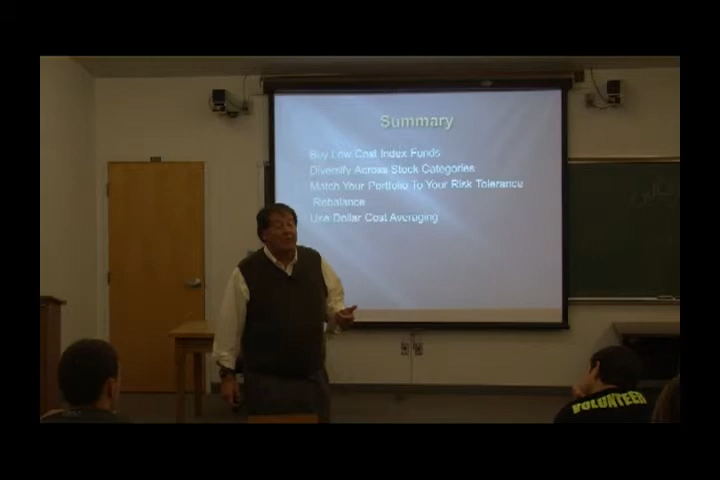 Summary
Buy Low Cost Index Funds
Diversify Across Stock Categories
Match Your Portfolio To Your Risk Tolerance
Rebalance
Use Dollar Cost Averaging
VOLUNTEER